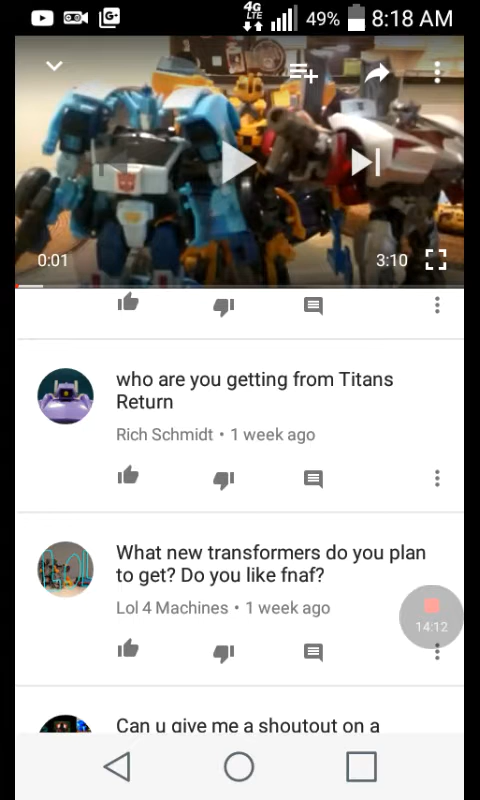 G+
4G
LTE
49%
8:18 AM
0:01
3:10
who are you getting from Titans
Return
Rich Schmidt • 1 week ago
What new transformers do you plan
to get? Do you like fnaf?
Lol 4 Machines • 1 week ago
14:12
Can u give me a shoutout on a